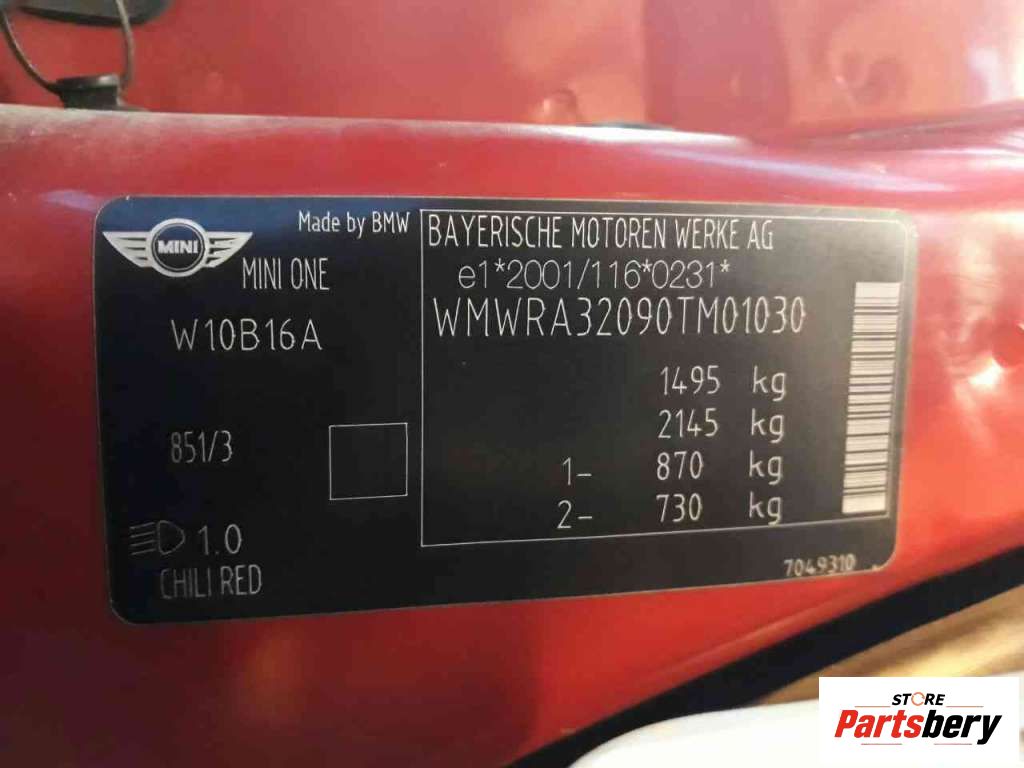 MINI
Made by BMW
MINI ONE
W10B16A
851/3
1.0
CHILI RED
BAYERISCHE MOTOREN WERKE AG
e1*2001/116*0231*
WMWRA32090TM01030
1495 kg
2145 kg
1- 870 kg
2- 730 kg
7049310
STORE
Partsbery